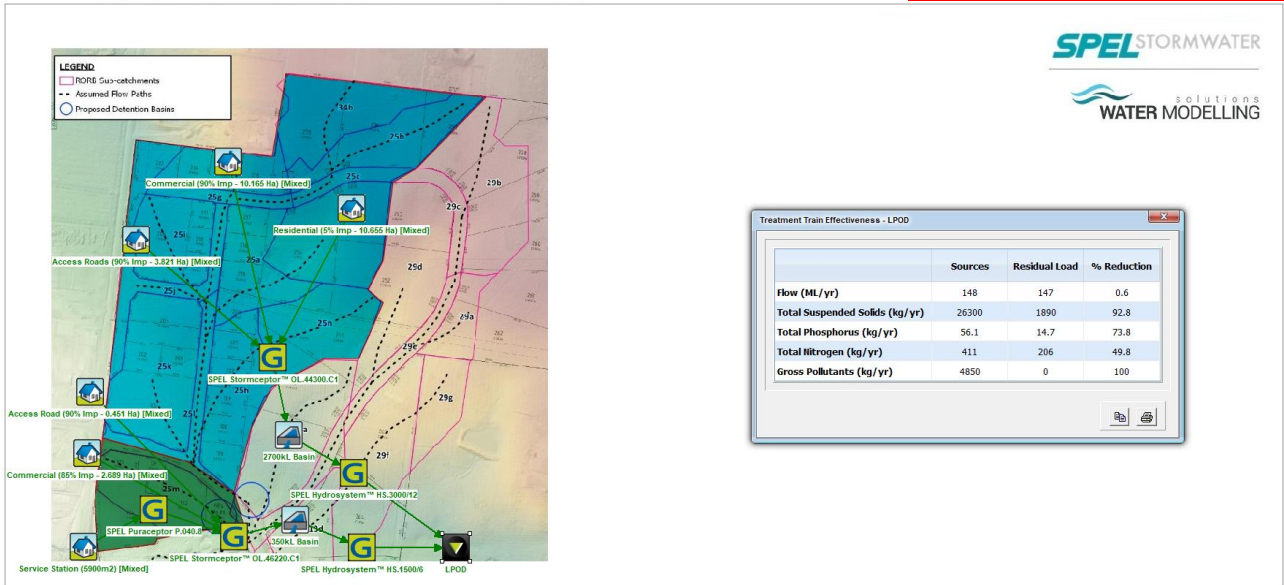 SPEL STORMWATER
solutions
WATER MODELLING
LEGEND
RORB Sub-catchments
Assumed Flow Paths
Proposed Detention Basins
34h
25b
Commercial (90% Imp - 10.165 Ha) [Mixed]
25c
29b
25g
29c
Residential (5% Imp - 10.655 Ha) [Mixed]
25i
Access Roads (90% Imp - 3.821 Ha) [Mixed]
25a
29d
25j
25n
29a
29e
G
25k
SPEL Stormceptor™ OL.44300.C1
25h
29g
Access Road (90% Imp - 0.451 Ha) [Mixed]
25l
2700kL Basin
29f
Commercial (85% Imp - 2.689 Ha) [Mixed]
G
25m
SPEL Hydrosystem™ HS.3000/12
G
SPEL Puraceptor P.040.8
G
350kL Basin
G
SPEL Stormceptor™ OL.46220.C1
Service Station (5900m2) [Mixed]
SPEL Hydrosystem™ HS.1500/6
LPOD
Treatment Train Effectiveness - LPOD
Sources Residual Load % Reduction
Flow (ML/yr) 148 147 0.6
Total Suspended Solids (kg/yr) 26300 1890 92.8
Total Phosphorus (kg/yr) 56.1 14.7 73.8
Total Nitrogen (kg/yr) 411 206 49.8
Gross Pollutants (kg/yr) 4850 0 100